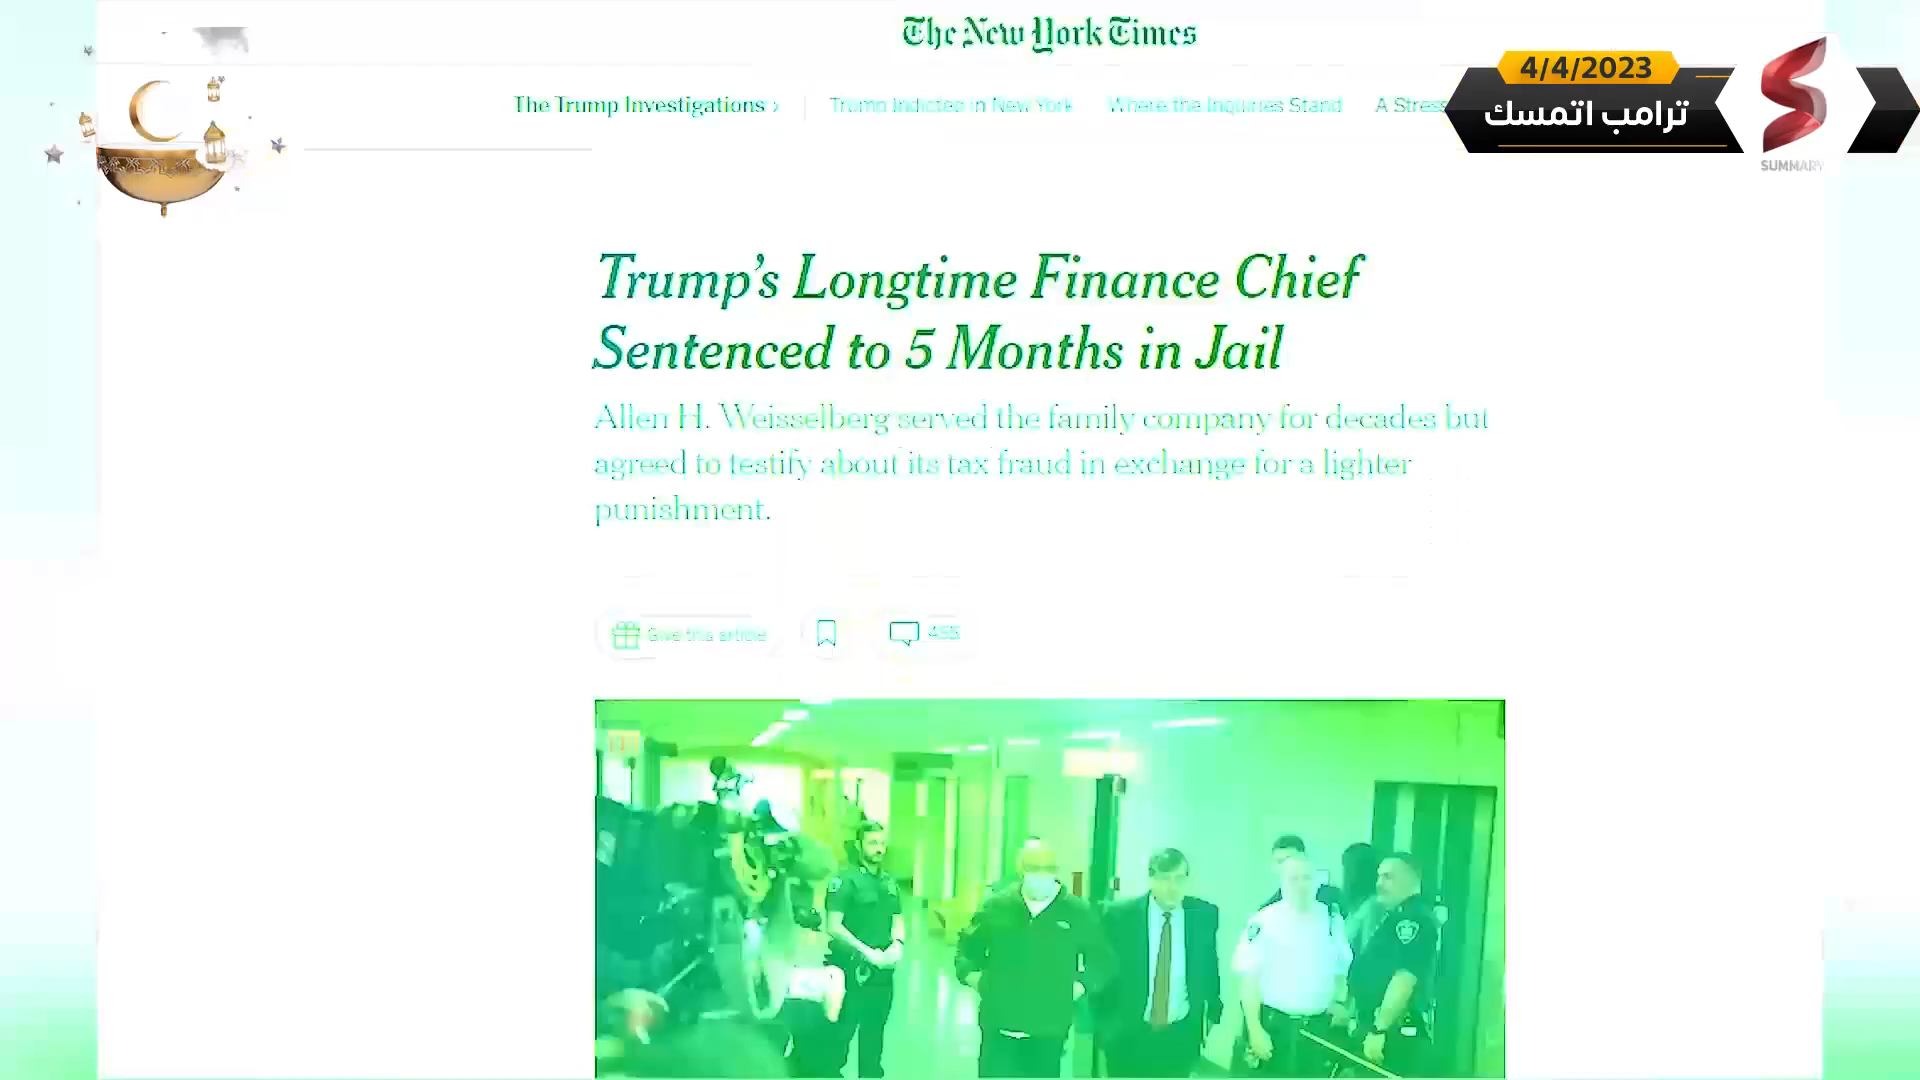 The New York Times
4/4/2023
ترامب اتمسك
SUMMARY
The Trump Investigations ›
Trump Indicted in New York
Where the Inquiries Stand
A Stress
Trump's Longtime Finance Chief
Sentenced to 5 Months in Jail
Allen H. Weisselberg served the family company for decades but
agreed to testify about its tax fraud in exchange for a lighter
punishment.
Give this article
455